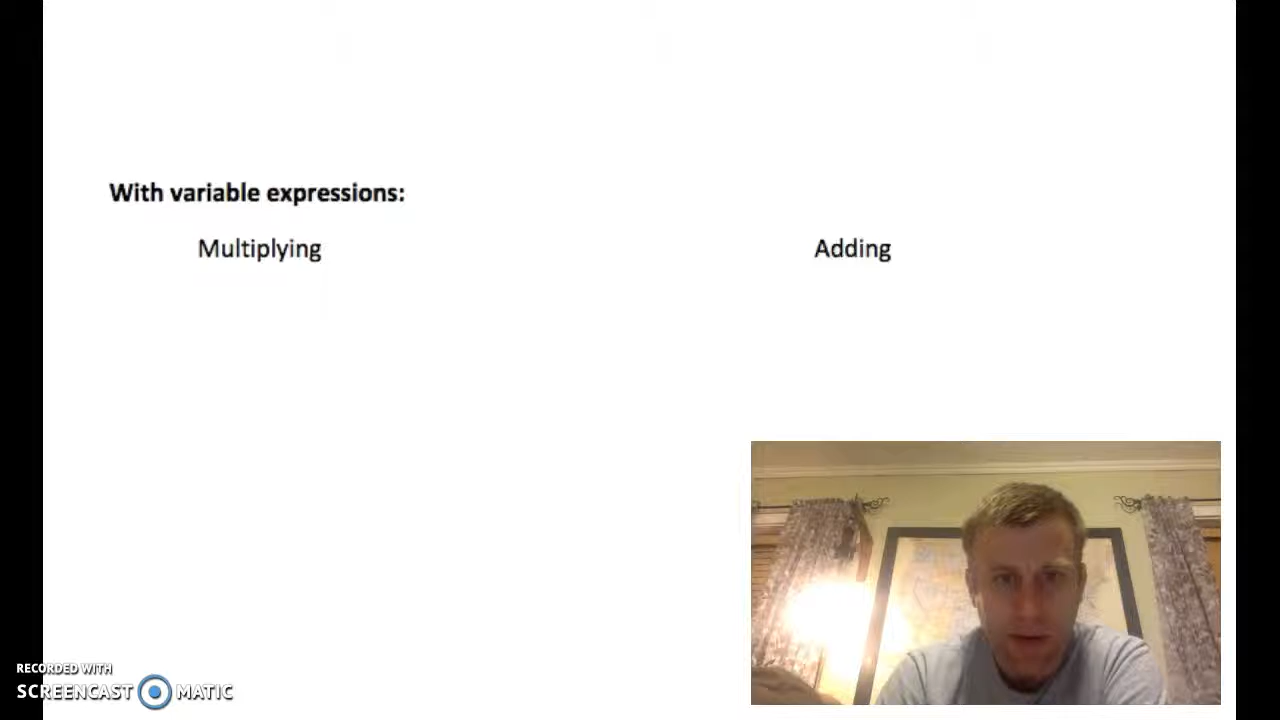 With variable expressions:
Multiplying
Adding
RECORDED WITH
SCREENCAST MATIC